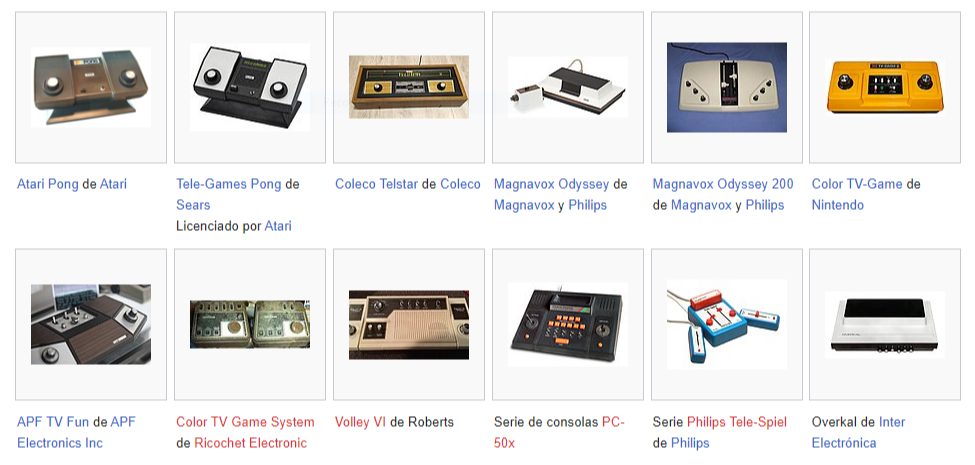 Atari Pong de Atari
Tele-Games Pong de
Sears
Licenciado por Atari
Coleco Telstar de Coleco
Magnavox Odyssey de
Magnavox y Philips
Magnavox Odyssey 200
de Magnavox y Philips
Color TV-Game de
Nintendo
APF TV Fun de APF
Electronics Inc
Color TV Game System
de Ricochet Electronic
Volley VI de Roberts
Serie de consolas PC-
50x
Serie Philips Tele-Spiel
de Philips
Overkal de Inter
Electrónica